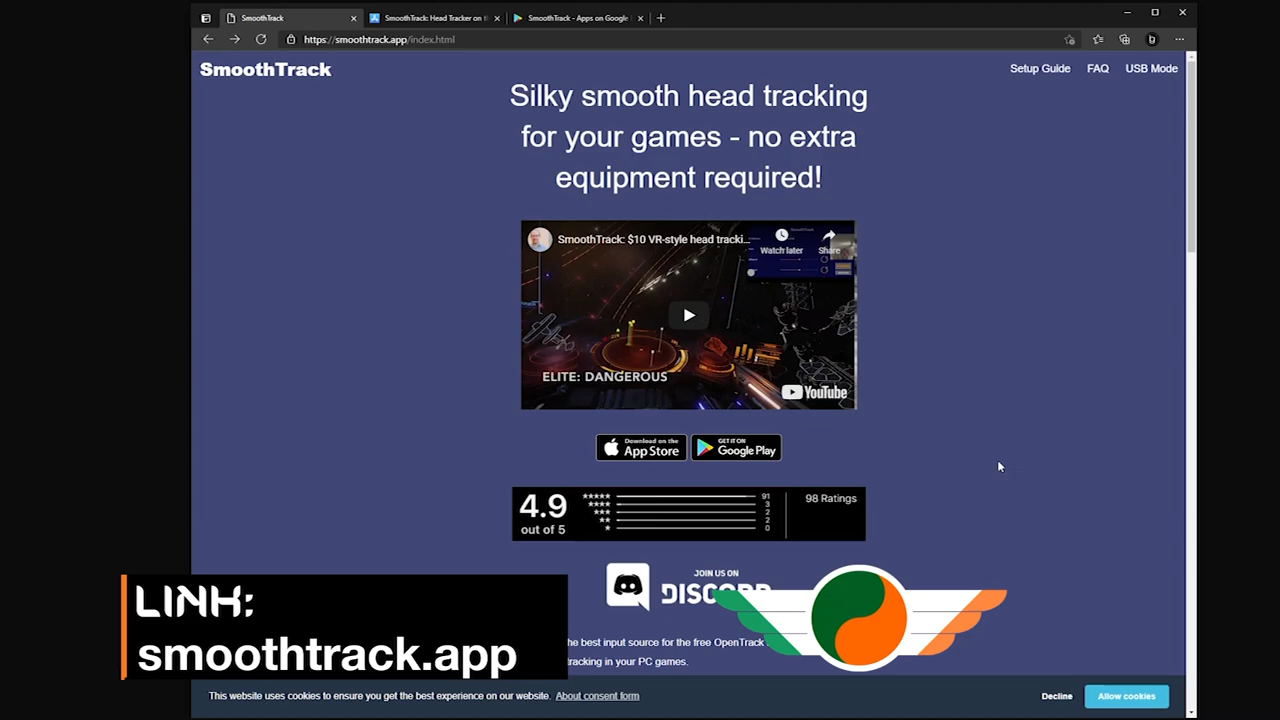 SmoothTrack
SmoothTrack: Head Tracker on t
SmoothTrack - Apps on Google
https://smoothtrack.app/index.html
SmoothTrack
Setup Guide
FAQ
USB Mode
Silky smooth head tracking
for your games - no extra
equipment required!
SmoothTrack: $10 VR-style head tracki...
Watch later
Share
ELITE: DANGEROUS
YouTube
Download on the
App Store
GET IT ON
Google Play
4.9
out of 5
91
3
2
2
0
98 Ratings
JOIN US ON
DISCORD
LINK:
smoothtrack.app
the best input source for the free OpenTrack
tracking in your PC games.
This website uses cookies to ensure you get the best experience on our website. About consent form
Decline
Allow cookies